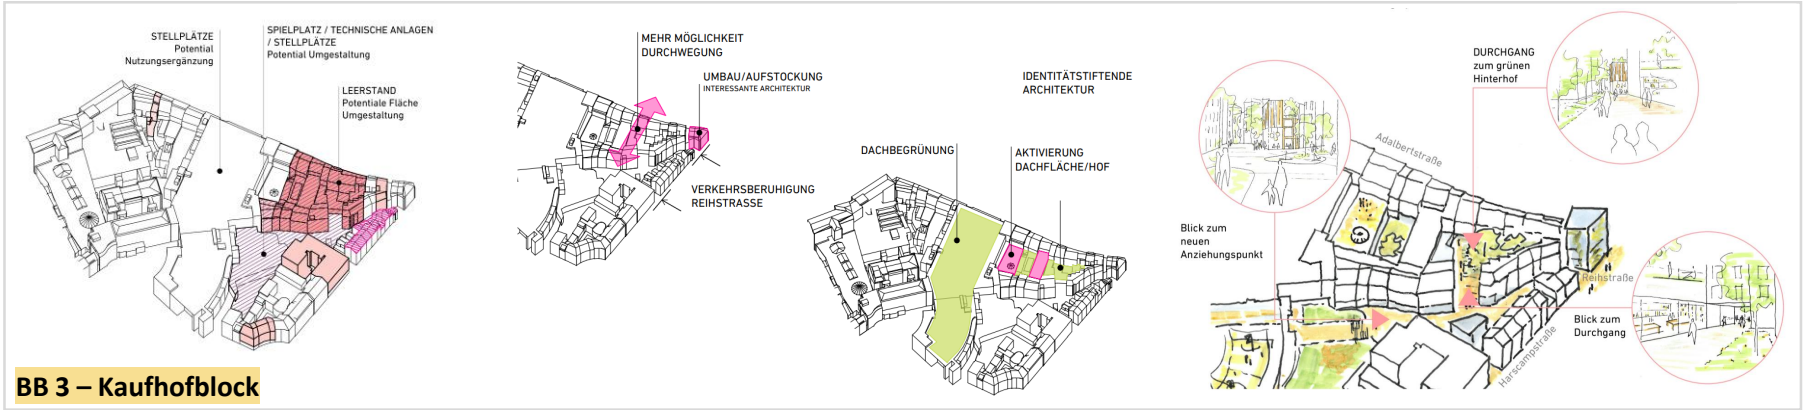 STELLPLÄTZE
Potential
Nutzungsergänzung
SPIELPLATZ / TECHNISCHE ANLAGEN
/ STELLPLÄTZE
Potential Umgestaltung
LEERSTAND
Potentiale Fläche
Umgestaltung
MEHR MÖGLICHKEIT
DURCHWEGUNG
UMBAU/AUFSTOCKUNG
INTERESSANTE ARCHITEKTUR
VERKEHRSBERUHIGUNG
REIHSTRASSE
DACHBEGRÜNUNG
IDENTITÄTSTIFTENDE
ARCHITEKTUR
AKTIVIERUNG
DACHFLÄCHE/HOF
DURCHGANG
zum grünen
Hinterhof
Adalbertstraße
Blick zum
neuen
Anziehungspunkt
Reihstraße
Blick zum
Durchgang
Harscampstraße
BB 3 – Kaufhofblock